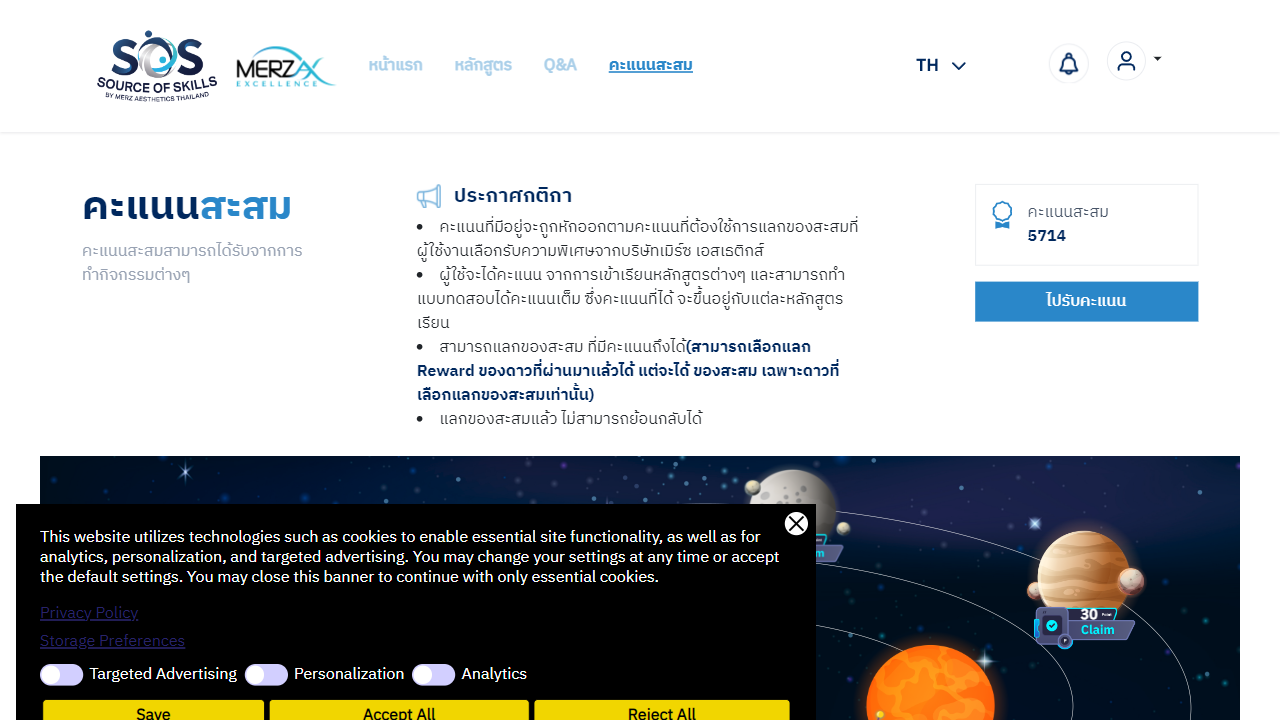 SOS
SOURCE OF SKILLS
BY MERZ AESTHETICS THAILAND
MERZ AX
EXCELLENCE
หน้าแรก
หลักสูตร
Q&A
คะแนนสะสม
TH
คะแนนสะสม
คะแนนสะสมสามารถได้รับจากการ
ทำกิจกรรมต่างๆ
ประกาศกติกา
• คะแนนที่มีอยู่จะถูกหักออกตามคะแนนที่ต้องใช้การแลกของสะสมที่
ผู้ใช้งานเลือกรับความพิเศษจากบริษัทเมิร์ซ เอสเธติกส์
• ผู้ใช้จะได้คะแนน จากการเข้าเรียนหลักสูตรต่างๆ และสามารถทำ
แบบทดสอบได้คะแนนเต็ม ซึ่งคะแนนที่ได้ จะขึ้นอยู่กับแต่ละหลักสูตร
เรียน
• สามารถแลกของสะสม ที่มีคะแนนถึงได้(สามารถเลือกแลก
Reward ของดาวที่ผ่านมาแล้วได้ แต่จะได้ ของสะสม เฉพาะดาวที่
เลือกแลกของสะสมเท่านั้น)
• แลกของสะสมแล้ว ไม่สามารถย้อนกลับได้
คะแนนสะสม
5714
ไปรับคะแนน
30 Point
Claim
This website utilizes technologies such as cookies to enable essential site functionality, as well as for
analytics, personalization, and targeted advertising. You may change your settings at any time or accept
the default settings. You may close this banner to continue with only essential cookies.
Privacy Policy
Storage Preferences
Targeted Advertising
Personalization
Analytics
Save
Accept All
Reject All